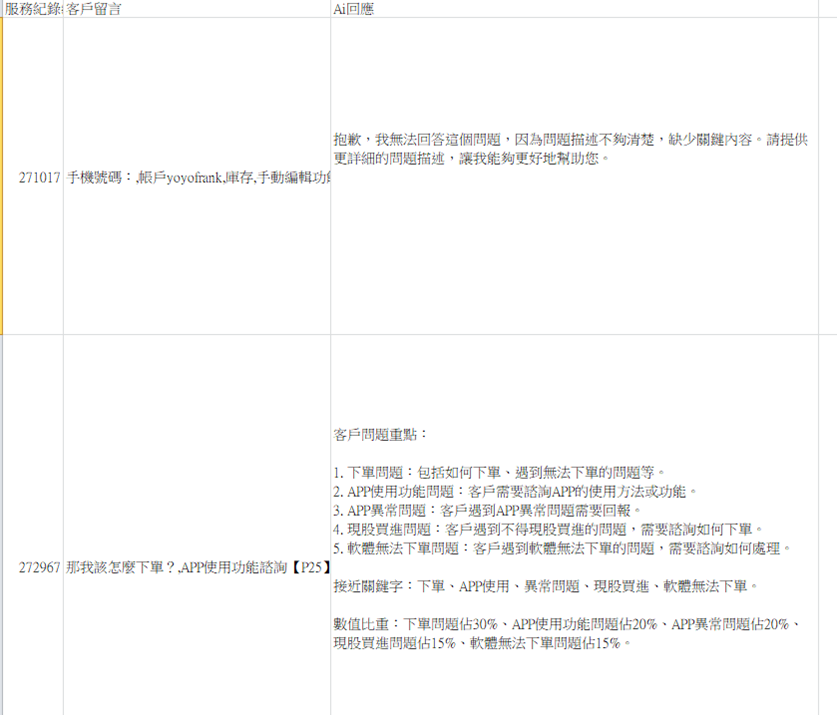 服務紀錄
客戶留言
Ai回應
271017
手機號碼：,帳戶yoyofrank,庫存,手動編輯功
抱歉，我無法回答這個問題，因為問題描述不夠清楚，缺少關鍵內容。請提供
更詳細的問題描述，讓我能夠更好地幫助您。
272967
那我該怎麼下單？,APP使用功能諮詢【P25】
客戶問題重點：
1. 下單問題：包括如何下單、遇到無法下單的問題等。
2. APP使用功能問題：客戶需要諮詢APP的使用方法或功能。
3. APP異常問題：客戶遇到APP異常問題需要回報。
4. 現股買進問題：客戶遇到不得現股買進的問題，需要諮詢如何下單。
5. 軟體無法下單問題：客戶遇到軟體無法下單的問題，需要諮詢如何處理。
接近關鍵字：下單、APP使用、異常問題、現股買進、軟體無法下單。
數值比重：下單問題佔30%、APP使用功能問題佔20%、APP異常問題佔20%、
現股買進問題佔15%、軟體無法下單問題佔15%。